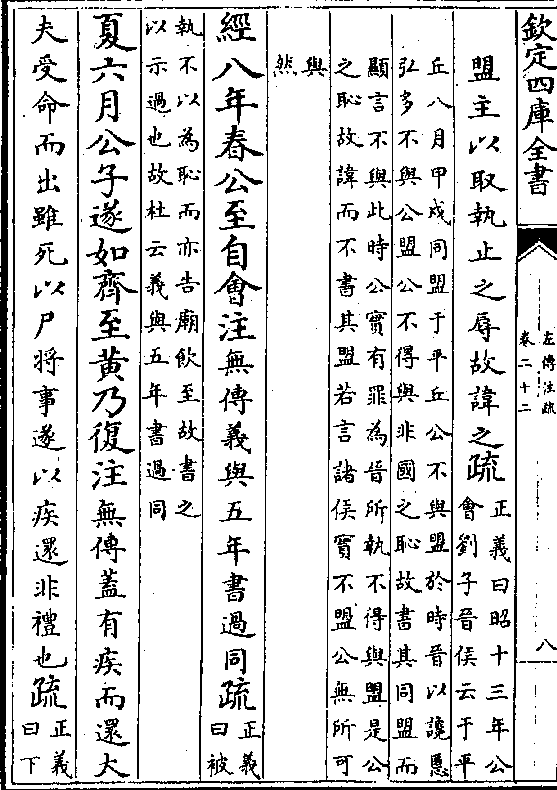 欽定四庫全書
左傳注疏
卷二十二
八
盟主以取執止之辱故諱之疏
正義曰昭十三年公
會劉子晉侯云于平
丘八月甲戌同盟于平丘公不與盟於時晉以讒慝
弘多不與公盟公不得與非國之恥故書其同盟而
顯言不與此時公實有罪為晉所執不得與盟是公
之恥故諱而不書其盟若言諸侯實不盟公無所可
與
然
經八年春公至自會注無傳義與五年書過同疏
正義
曰被
執不以為恥而亦告廟飲至故書之
以示過也故杜云義與五年書過同
夏六月公子遂如齊至黄乃復注無傳蓋有疾而還大
夫受命而出雖死以尸將事遂以疾還非禮也疏
正義
曰下